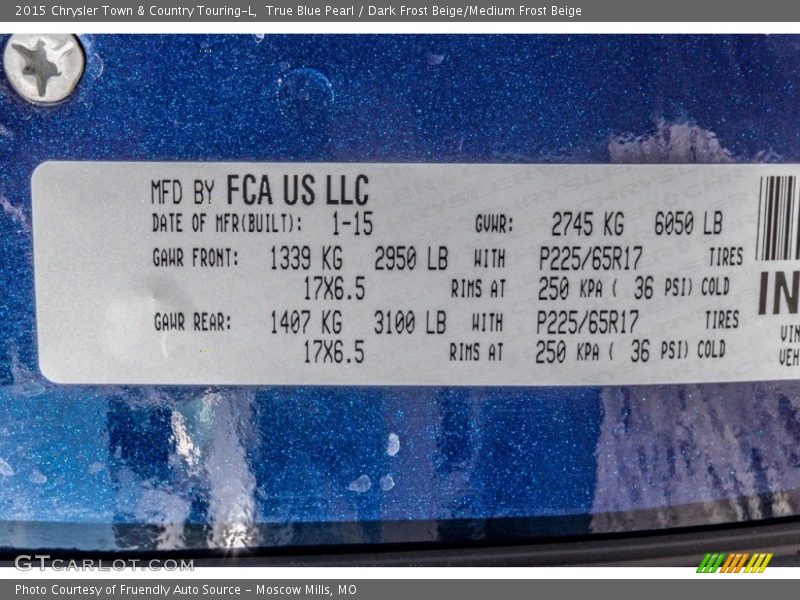 2015 Chrysler Town & Country Touring-L,  True Blue Pearl / Dark Frost Beige/Medium Frost Beige
MFD BY FCA US LLC
DATE OF MFR(BUILT): 1-15 GVWR: 2745 KG 6050 LB
GAWR FRONT: 1339 KG 2950 LB WITH P225/65R17 TIRES
17X6.5 RIMS AT 250 KPA ( 36 PSI) COLD
GAWR REAR: 1407 KG 3100 LB WITH P225/65R17 TIRES
17X6.5 RIMS AT 250 KPA ( 36 PSI) COLD
IN
VIN
VEH
GTCARLOT.COM
Photo Courtesy of Fruendly Auto Source - Moscow Mills, MO